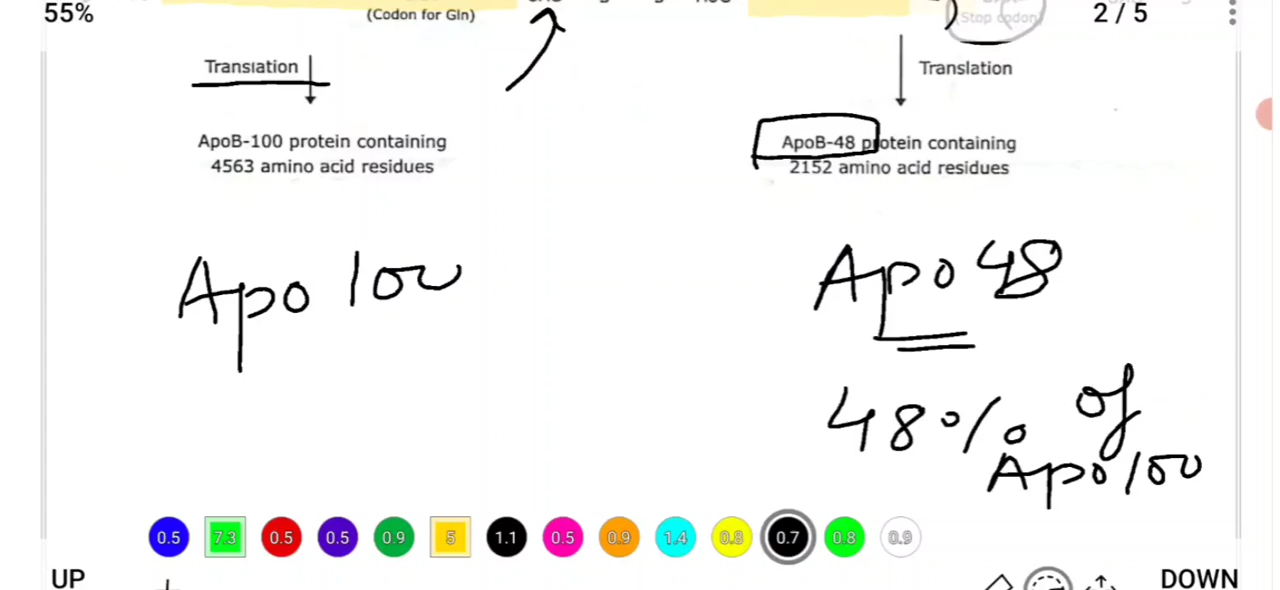 55%
(Codon for Gln)
(Stop codon)
2 / 5
Translation
Translation
ApoB-100 protein containing
4563 amino acid residues
ApoB-48 protein containing
2152 amino acid residues
Apo 100
Apo 48
48% of
Apo 100
0.5 7.3 0.5 0.5 0.9 5 1.1 0.5 0.9 1.4 0.8 0.7 0.8 0.9
UP
DOWN